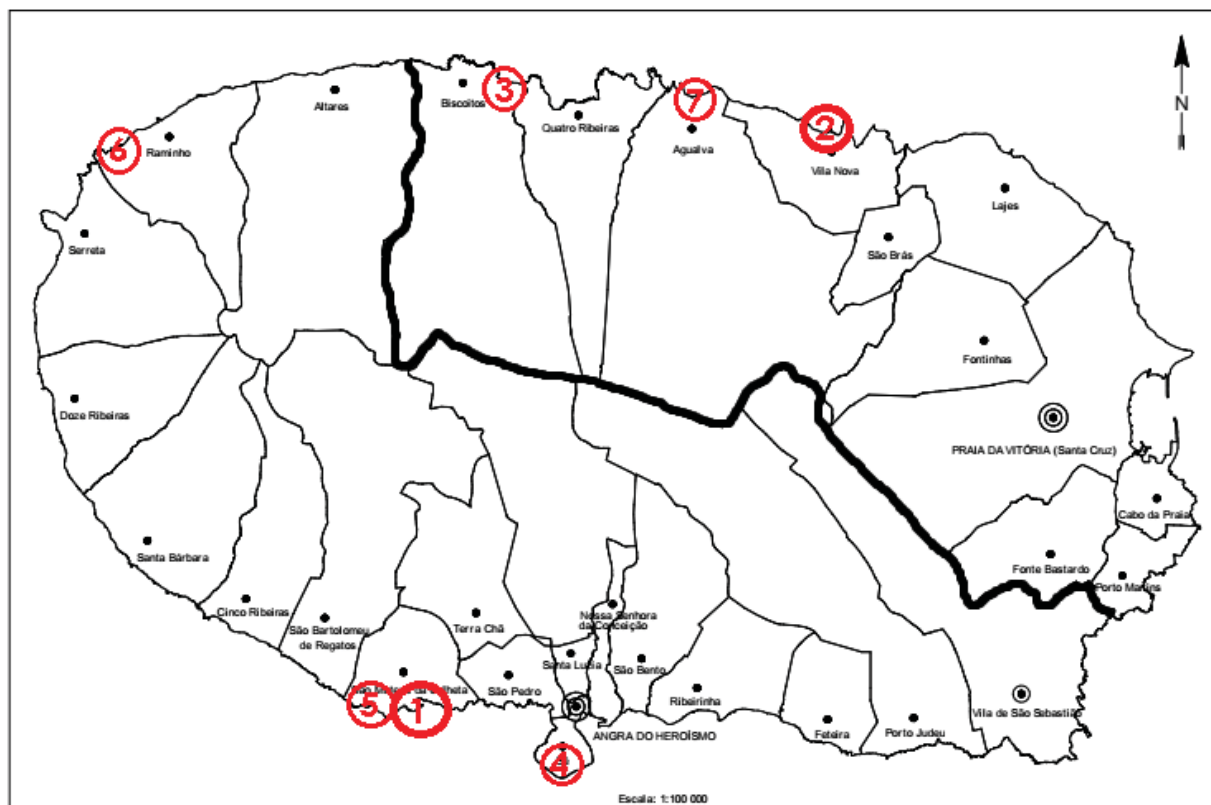 N
Altares
Biscoitos
3
7
2
Quatro Ribeiras
Agualva
6
Raminho
Vila Nova
Lajes
Serreta
São Brás
Fontinhas
Doze Ribeiras
PRAIA DA VITÓRIA (Santa Cruz)
Cabo da Praia
Santa Bárbara
Fonte Bastardo
Porto Martins
Cinco Ribeiras
São Bartolomeu
de Regatos
Terra Chã
Nossa Senhora
da Conceição
Santa Luzia
São Bento
São Pedro
Ribeirinha
5
1
Vila de São Sebastião
Feteira
Porto Judeu
ANGRA DO HEROÍSMO
4
Escala: 1:100 000